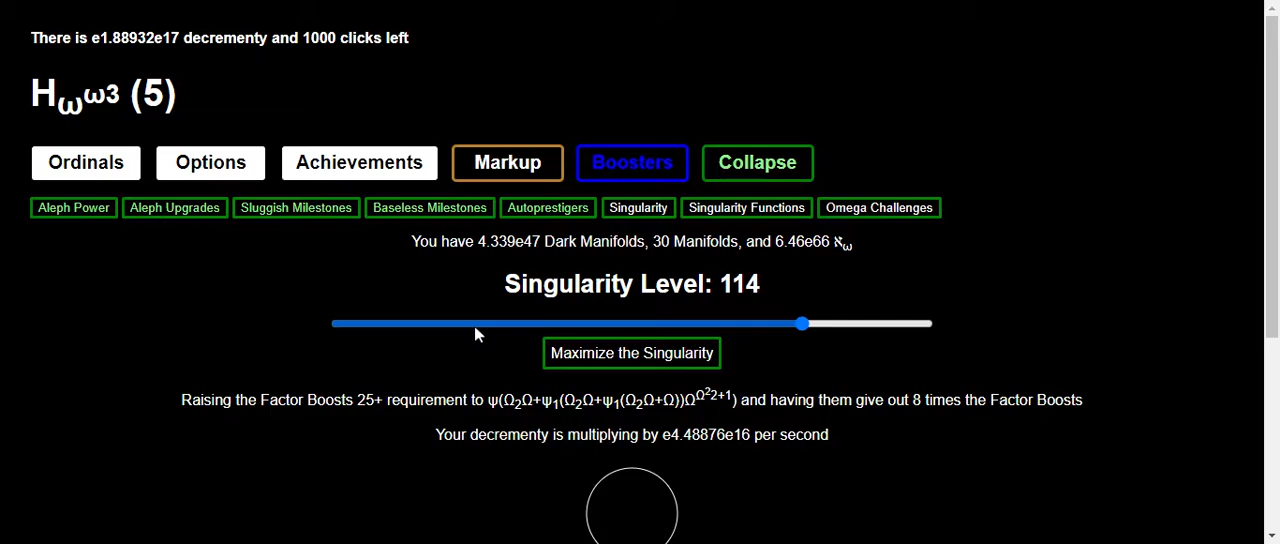 There is e1.88932e17 decrementy and 1000 clicks left
H_ω^ω3 (5)
Ordinals Options Achievements Markup Boosters Collapse
Aleph Power Aleph Upgrades Sluggish Milestones Baseless Milestones Autoprestigers Singularity Singularity Functions Omega Challenges
You have 4.339e47 Dark Manifolds, 30 Manifolds, and 6.46e66 ℵω
Singularity Level: 114
Maximize the Singularity
Raising the Factor Boosts 25+ requirement to ψ(Ω₂Ω+ψ₁(Ω₂Ω+ψ₁(Ω₂Ω+Ω))Ω^Ω²2+1) and having them give out 8 times the Factor Boosts
Your decrementy is multiplying by e4.48876e16 per second